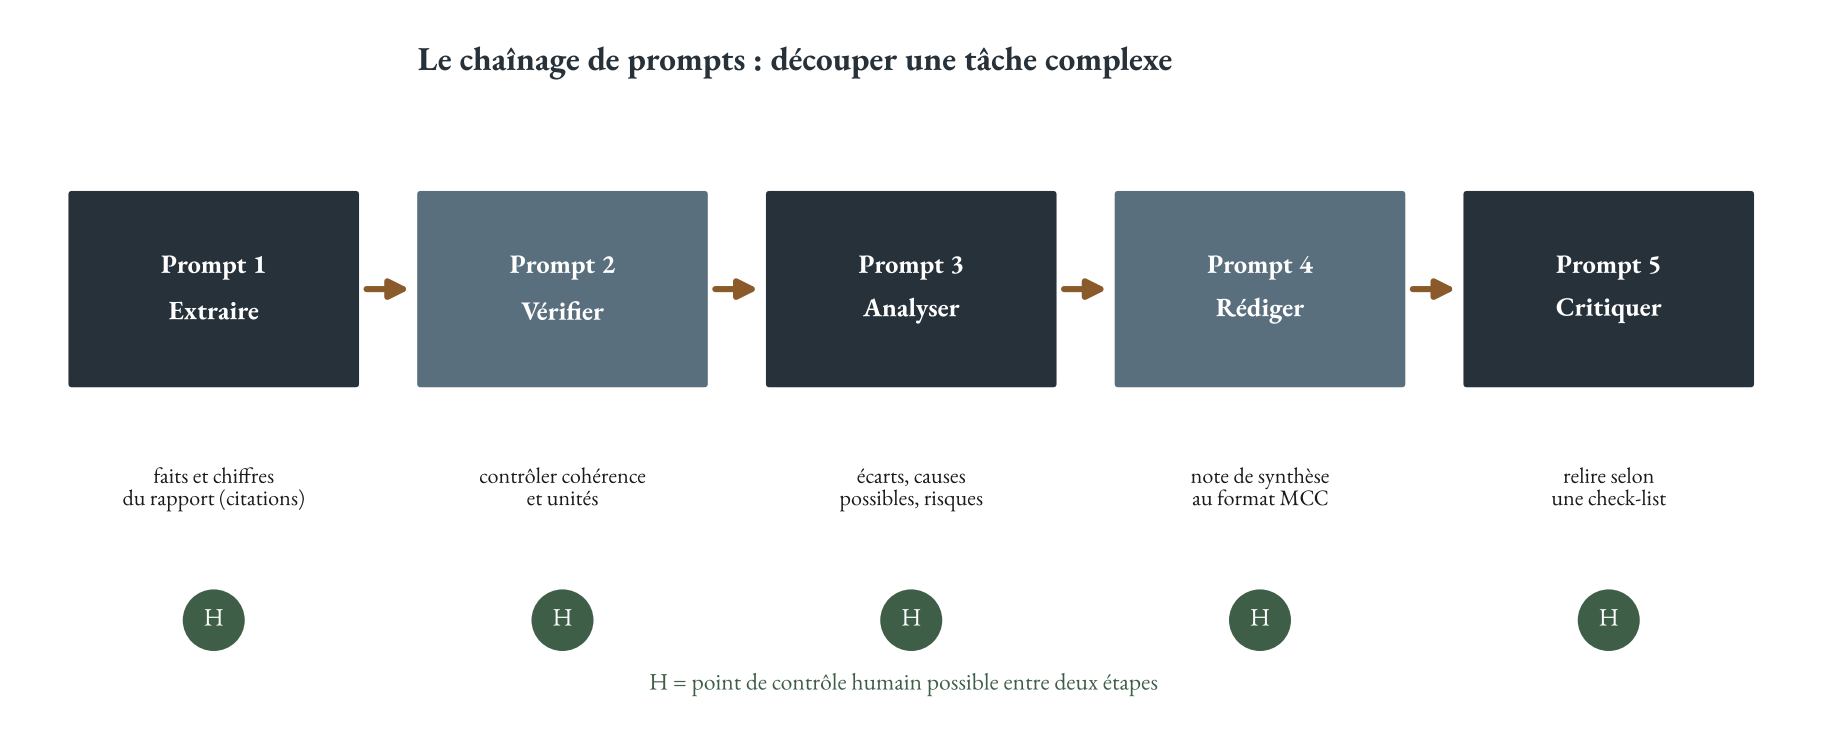 Le chaînage de prompts : découper une tâche complexe
Prompt 1
Extraire
Prompt 2
Vérifier
Prompt 3
Analyser
Prompt 4
Rédiger
Prompt 5
Critiquer
faits et chiffres
du rapport (citations)
contrôler cohérence
et unités
écarts, causes
possibles, risques
note de synthèse
au format MCC
relire selon
une check-list
H
H
H
H
H
H = point de contrôle humain possible entre deux étapes